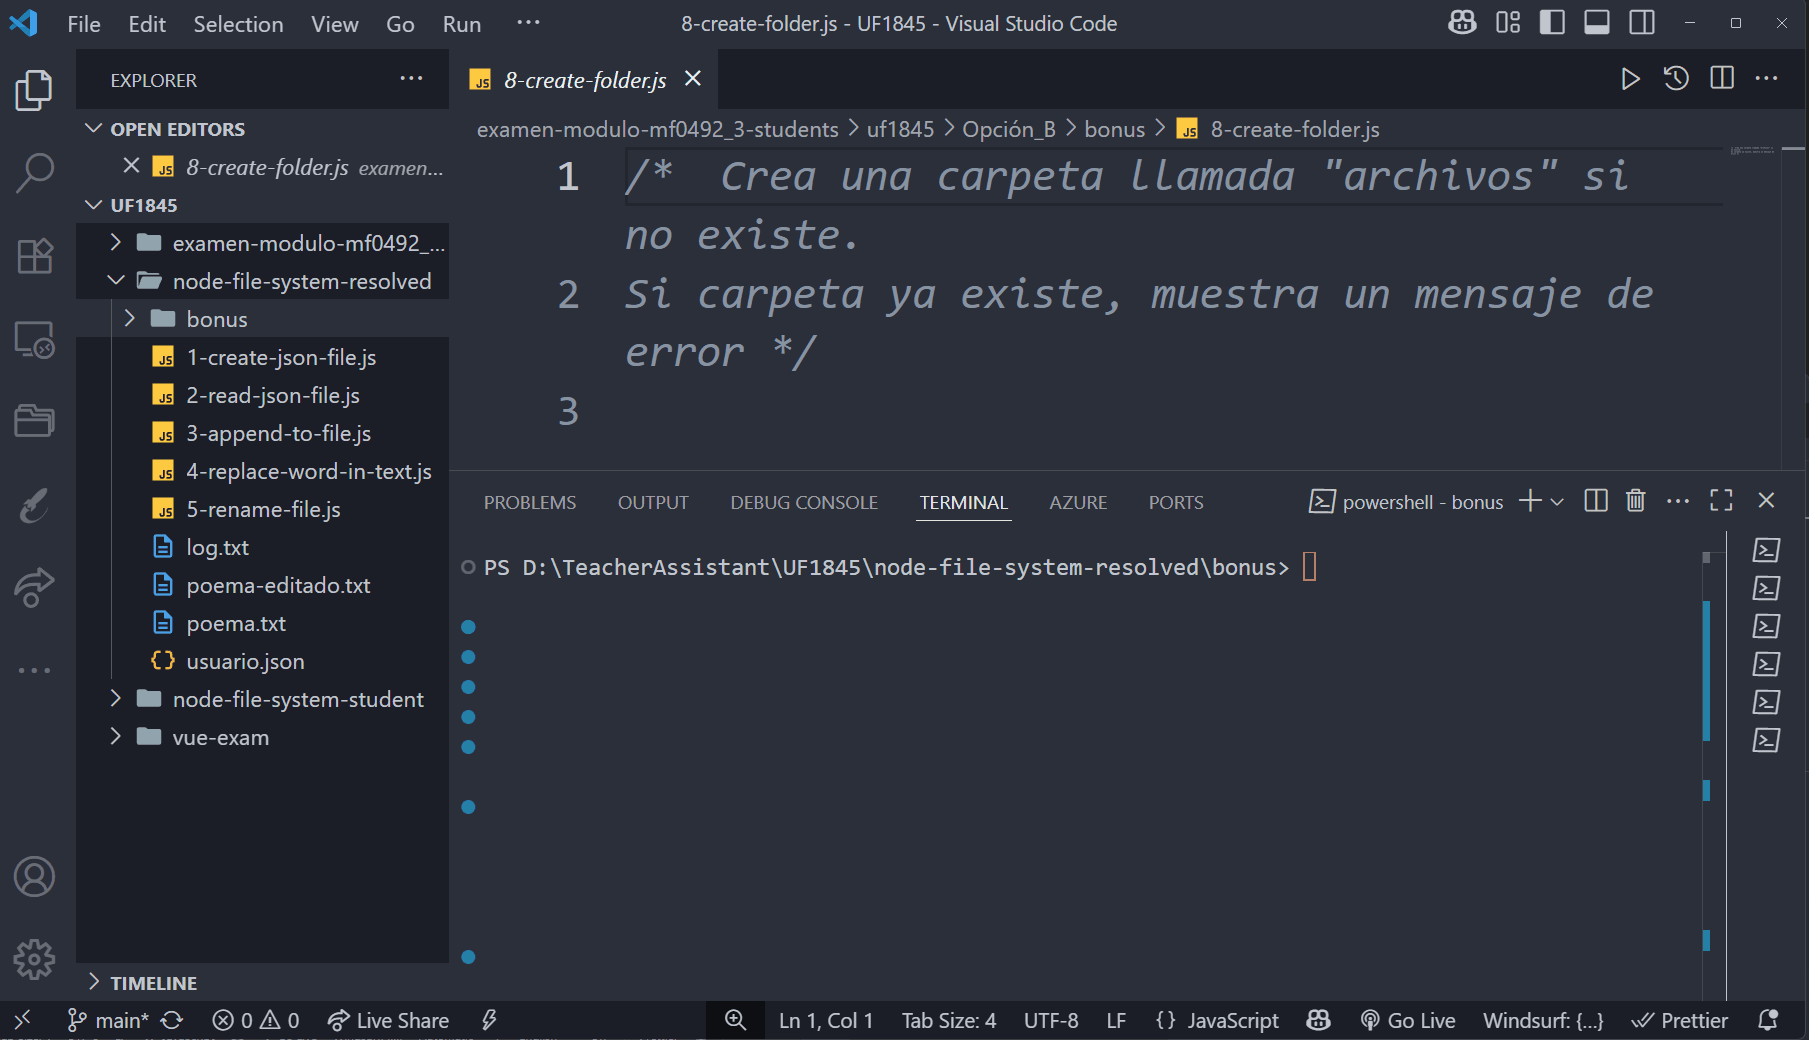 File Edit Selection View Go Run ··· 8-create-folder.js - UF1845 - Visual Studio Code
EXPLORER ···
OPEN EDITORS
8-create-folder.js examen...
UF1845
examen-modulo-mf0492_...
node-file-system-resolved
bonus
1-create-json-file.js
2-read-json-file.js
3-append-to-file.js
4-replace-word-in-text.js
5-rename-file.js
log.txt
poema-editado.txt
poema.txt
usuario.json
node-file-system-student
vue-exam
TIMELINE
JS 8-create-folder.js
examen-modulo-mf0492_3-students > uf1845 > Opción_B > bonus > JS 8-create-folder.js
1 /*  Crea una carpeta llamada "archivos" si
no existe.
2 Si carpeta ya existe, muestra un mensaje de
error */
3
PROBLEMS OUTPUT DEBUG CONSOLE TERMINAL AZURE PORTS powershell - bonus
PS D:\TeacherAssistant\UF1845\node-file-system-resolved\bonus>
main* 0 0 Live Share Ln 1, Col 1 Tab Size: 4 UTF-8 LF {} JavaScript Go Live Windsurf: {...} Prettier